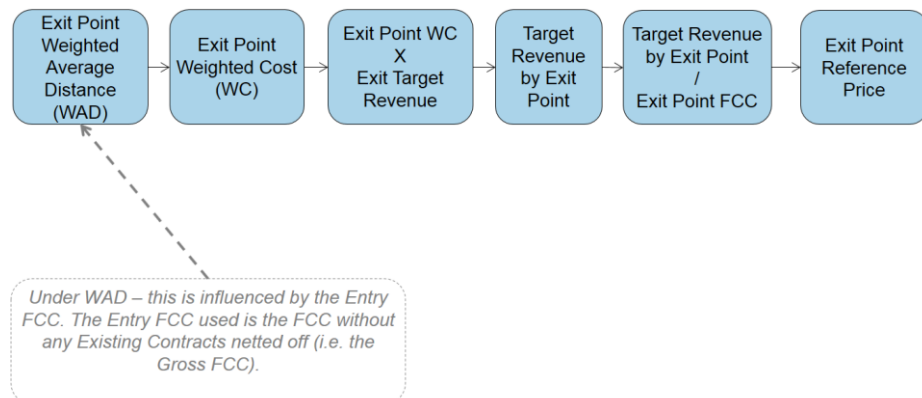 Exit Point
Weighted
Average
Distance
(WAD)
Exit Point
Weighted Cost
(WC)
Exit Point WC
X
Exit Target
Revenue
Target
Revenue
by Exit
Point
Target Revenue
by Exit Point
/
Exit Point FCC
Exit Point
Reference
Price
Under WAD – this is influenced by the Entry
FCC. The Entry FCC used is the FCC without
any Existing Contracts netted off (i.e. the
Gross FCC).